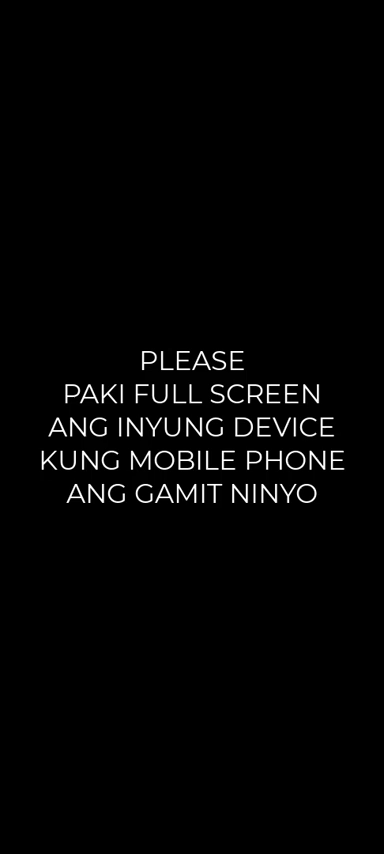 PLEASE
PAKI FULL SCREEN
ANG INYUNG DEVICE
KUNG MOBILE PHONE
ANG GAMIT NINYO